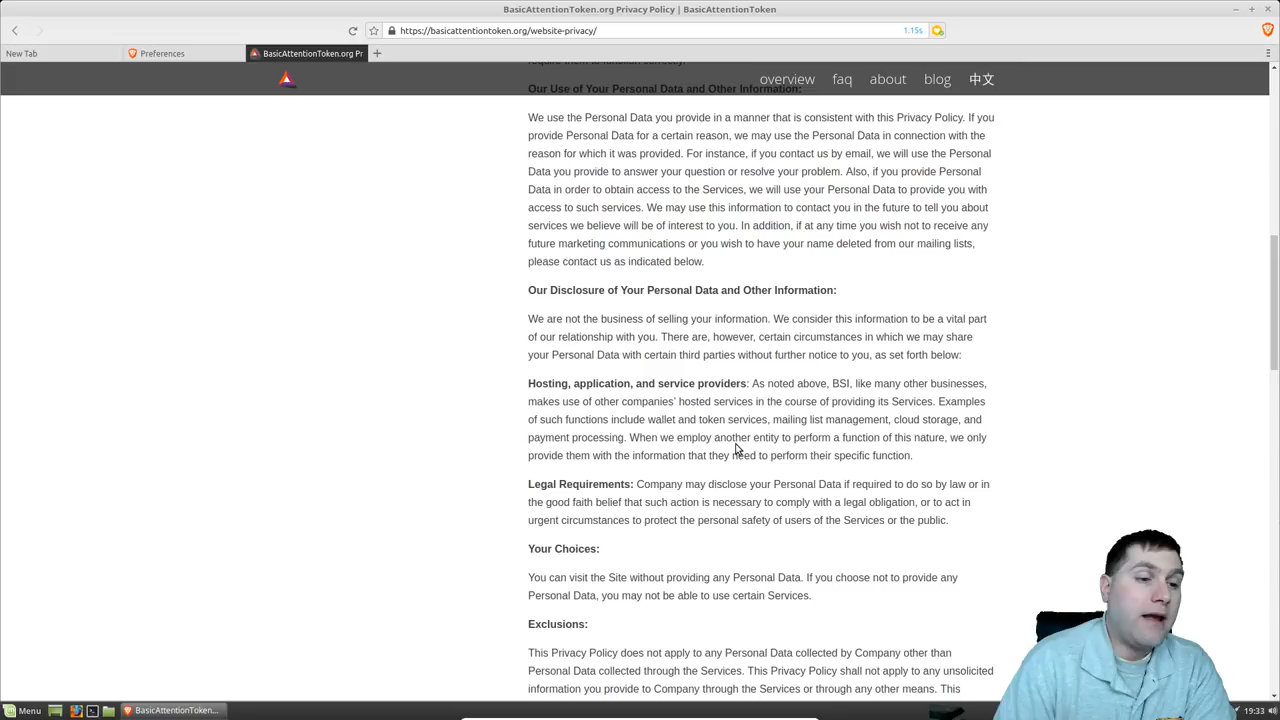 BasicAttentionToken.org Privacy Policy | BasicAttentionToken
https://basicattentiontoken.org/website-privacy/
1.15s
New Tab
Preferences
BasicAttentionToken.org Pr
overview faq about blog 中文
require them to function correctly.
Our Use of Your Personal Data and Other Information:
We use the Personal Data you provide in a manner that is consistent with this Privacy Policy. If you
provide Personal Data for a certain reason, we may use the Personal Data in connection with the
reason for which it was provided. For instance, if you contact us by email, we will use the Personal
Data you provide to answer your question or resolve your problem. Also, if you provide Personal
Data in order to obtain access to the Services, we will use your Personal Data to provide you with
access to such services. We may use this information to contact you in the future to tell you about
services we believe will be of interest to you. In addition, if at any time you wish not to receive any
future marketing communications or you wish to have your name deleted from our mailing lists,
please contact us as indicated below.
Our Disclosure of Your Personal Data and Other Information:
We are not the business of selling your information. We consider this information to be a vital part
of our relationship with you. There are, however, certain circumstances in which we may share
your Personal Data with certain third parties without further notice to you, as set forth below:
Hosting, application, and service providers: As noted above, BSI, like many other businesses,
makes use of other companies' hosted services in the course of providing its Services. Examples
of such functions include wallet and token services, mailing list management, cloud storage, and
payment processing. When we employ another entity to perform a function of this nature, we only
provide them with the information that they need to perform their specific function.
Legal Requirements: Company may disclose your Personal Data if required to do so by law or in
the good faith belief that such action is necessary to comply with a legal obligation, or to act in
urgent circumstances to protect the personal safety of users of the Services or the public.
Your Choices:
You can visit the Site without providing any Personal Data. If you choose not to provide any
Personal Data, you may not be able to use certain Services.
Exclusions:
This Privacy Policy does not apply to any Personal Data collected by Company other than
Personal Data collected through the Services. This Privacy Policy shall not apply to any unsolicited
information you provide to Company through the Services or through any other means. This
Menu
BasicAttentionToken...
19:33